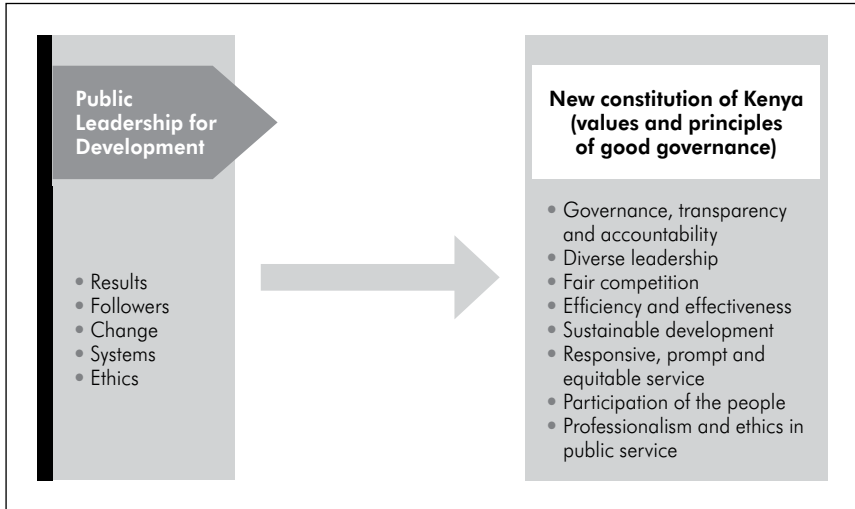 Public
Leadership for
Development
• Results
• Followers
• Change
• Systems
• Ethics
New constitution of Kenya
(values and principles
of good governance)
• Governance, transparency
and accountability
• Diverse leadership
• Fair competition
• Efficiency and effectiveness
• Sustainable development
• Responsive, prompt and
equitable service
• Participation of the people
• Professionalism and ethics in
public service